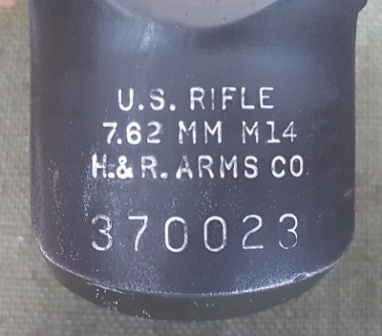 U.S. RIFLE
7.62 MM M14
H.& R. ARMS CO
370023